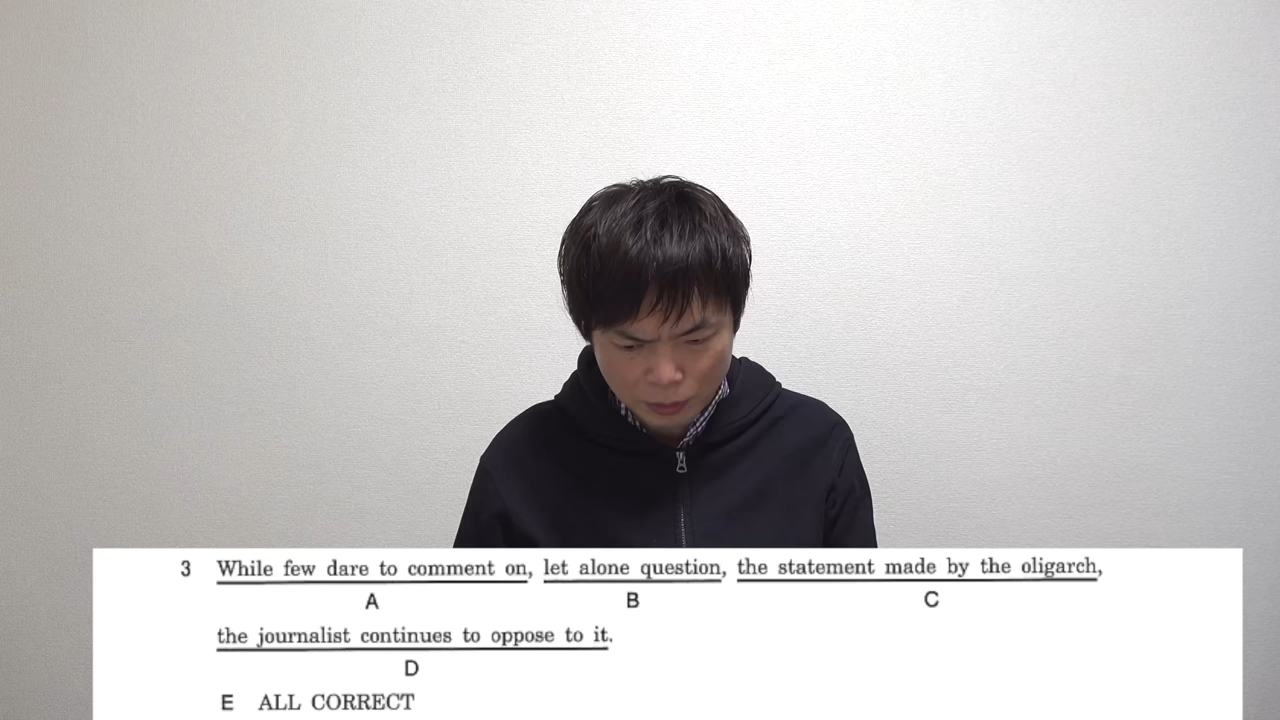 3 While few dare to comment on, let alone question, the statement made by the oligarch,
A B C
the journalist continues to oppose to it.
D
E ALL CORRECT